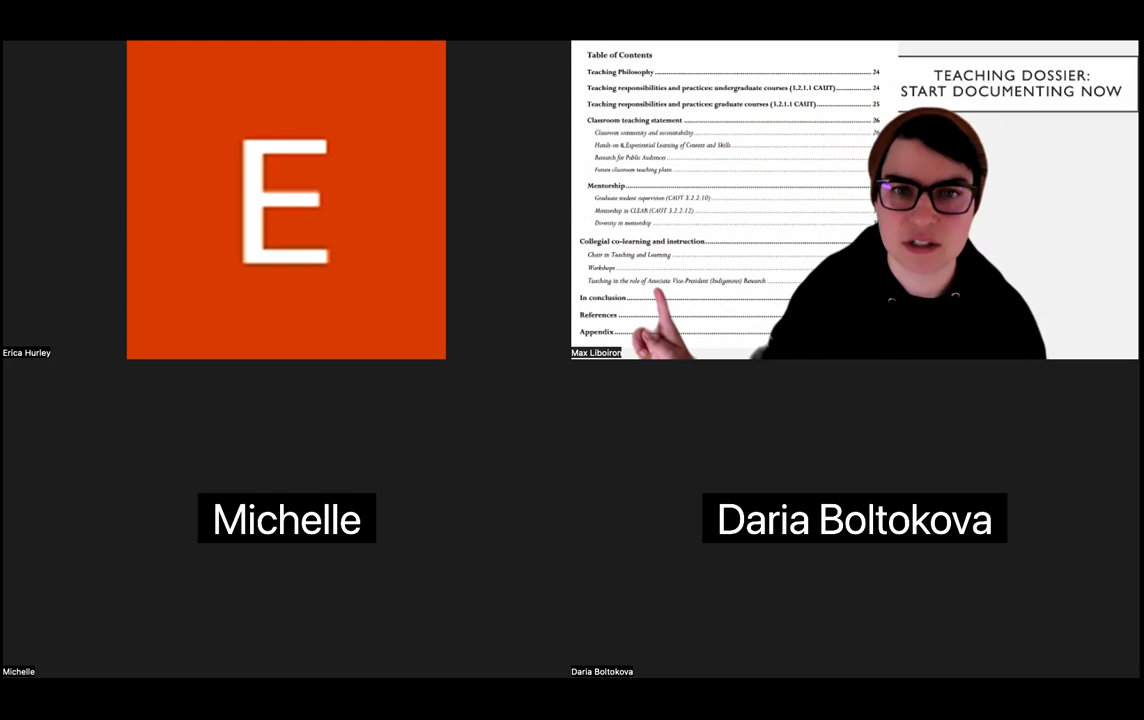 E
Erica Hurley
Table of Contents
Teaching Philosophy 24
Teaching responsibilities and practices: undergraduate courses (3.2.1.1 CAUT) 24
Teaching responsibilities and practices: graduate courses (3.2.1.1 CAUT) 25
Classroom teaching statement 26
Classroom community and accountability 26
Hands-on & Experiential Learning of Content and Skills
Research for Public Audiences
Future classroom teaching plans
Mentorship
Graduate student supervision (CAUT 3.2.2.10)
Mentorship in CLEAR (CAUT 3.2.2.12)
Diversity in mentorship
Collegial co-learning and instruction
Chair in Teaching and Learning
Workshops
Teaching in the role of Associate Vice-President (Indigenous) Research
In conclusion
References
Appendix
TEACHING DOSSIER:
START DOCUMENTING NOW
Max Liboiron
Michelle
Michelle
Daria Boltokova
Daria Boltokova